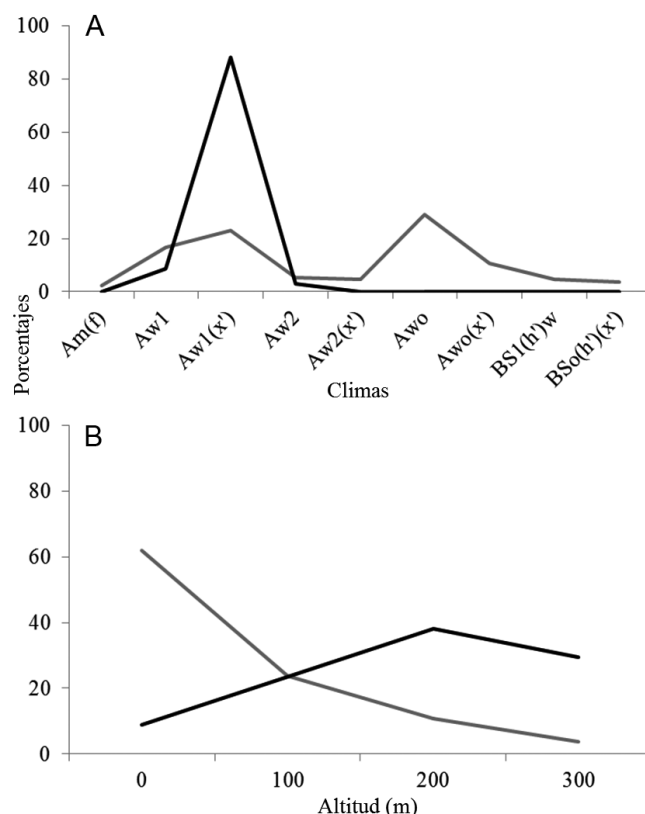 A
100
80
60
40
20
0
Porcentajes
Am(f)
Aw1
Aw1(x')
Aw2
Aw2(x')
Awo
Awo(x')
BS1(h')w
BSo(h')(x')
Climas
B
100
80
60
40
20
0
0 100 200 300
Altitud (m)